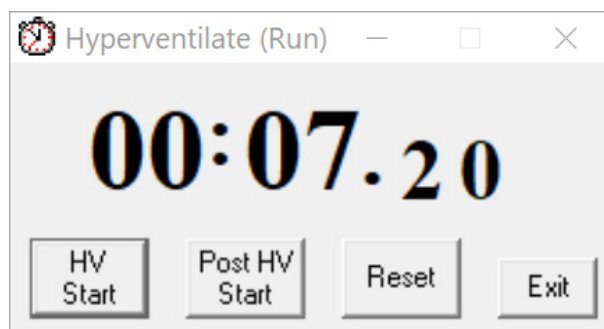 Hyperventilate (Run)
00:07.20
HV
Start
Post HV
Start
Reset
Exit